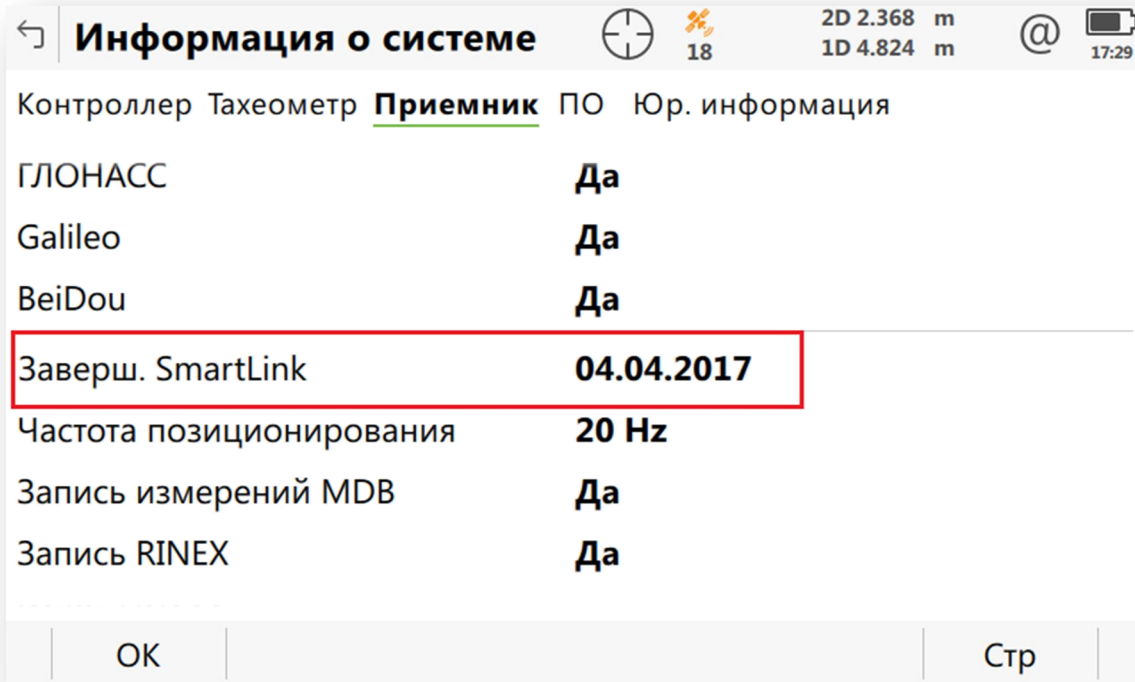 Информация о системе
18
2D 2.368 m
1D 4.824 m
@
17:29
Контроллер Тахеометр Приемник ПО Юр. информация
ГЛОНАСС Да
Galileo Да
BeiDou Да
Заверш. SmartLink 04.04.2017
Частота позиционирования 20 Hz
Запись измерений MDB Да
Запись RINEX Да
OK Стр